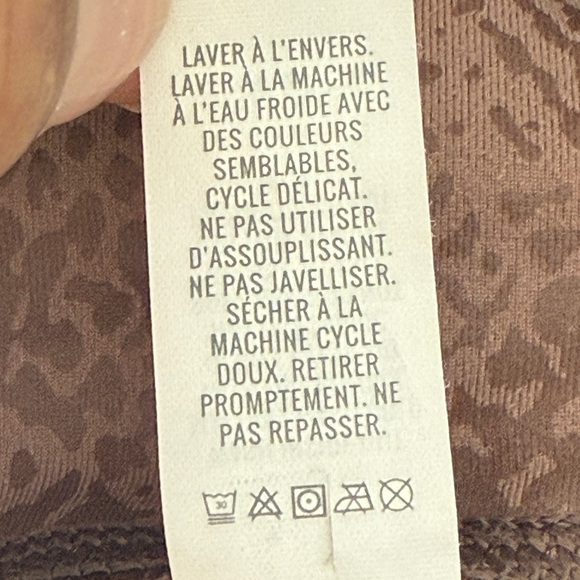 LAVER À L'ENVERS.
LAVER À LA MACHINE
À L'EAU FROIDE AVEC
DES COULEURS
SEMBLABLES,
CYCLE DÉLICAT.
NE PAS UTILISER
D'ASSOUPLISSANT.
NE PAS JAVELLISER.
SÉCHER À LA
MACHINE CYCLE
DOUX. RETIRER
PROMPTEMENT. NE
PAS REPASSER.
30